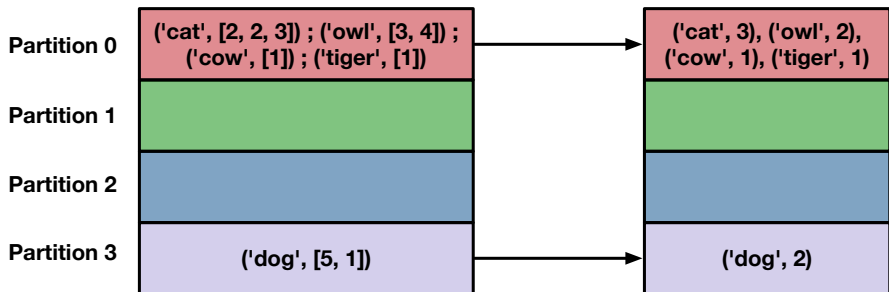 Partition 0
('cat', [2, 2, 3]) ; ('owl', [3, 4]) ;
('cow', [1]) ; ('tiger', [1])
('cat', 3), ('owl', 2),
('cow', 1), ('tiger', 1)
Partition 1
Partition 2
Partition 3
('dog', [5, 1])
('dog', 2)